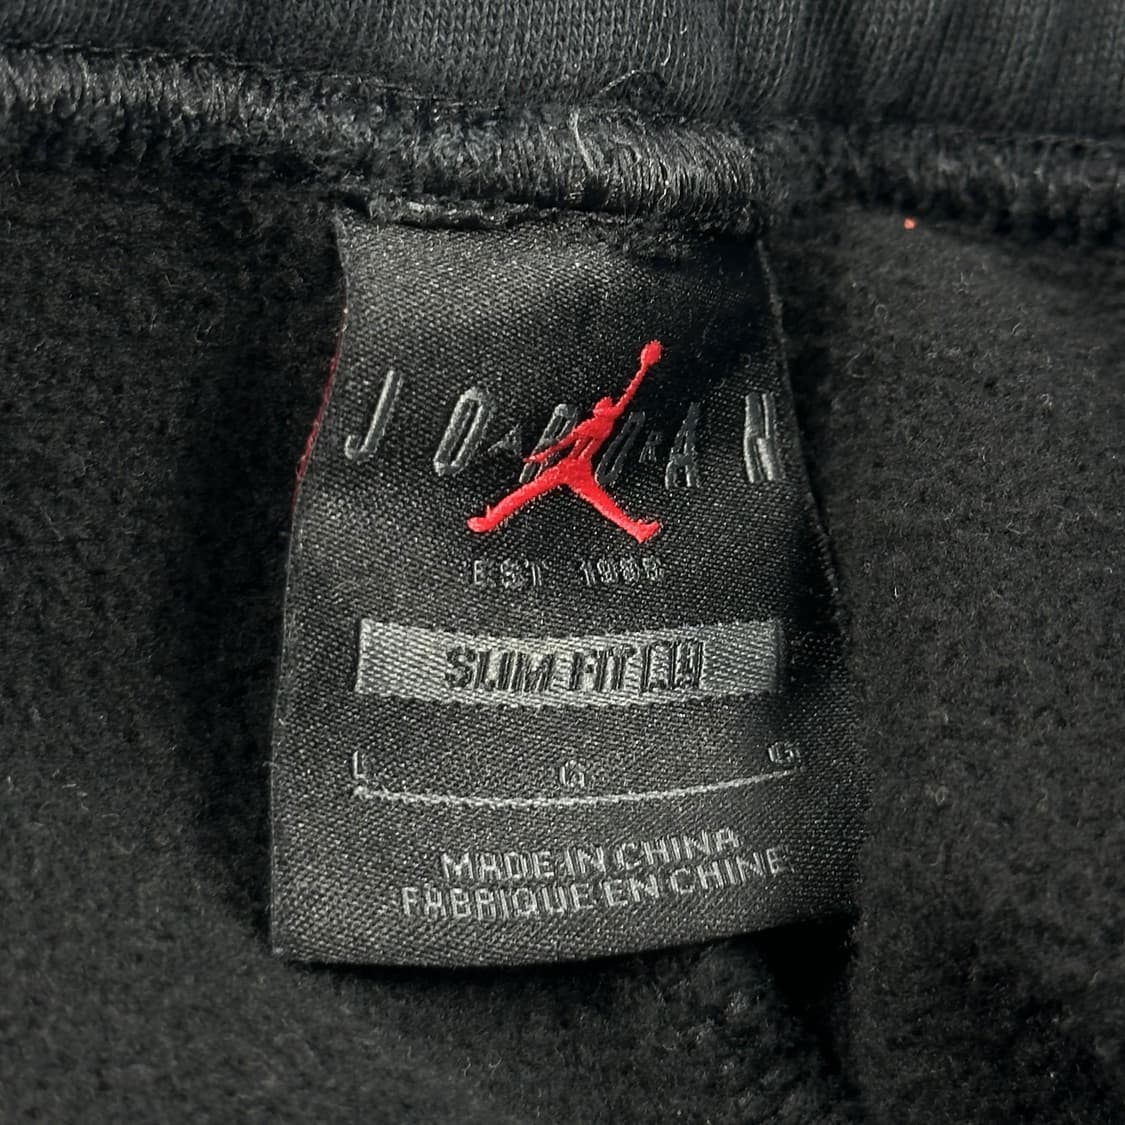 JORDAN
EST 1985
SLIM FIT
L G G
MADE IN CHINA
FABRIQUE EN CHINE